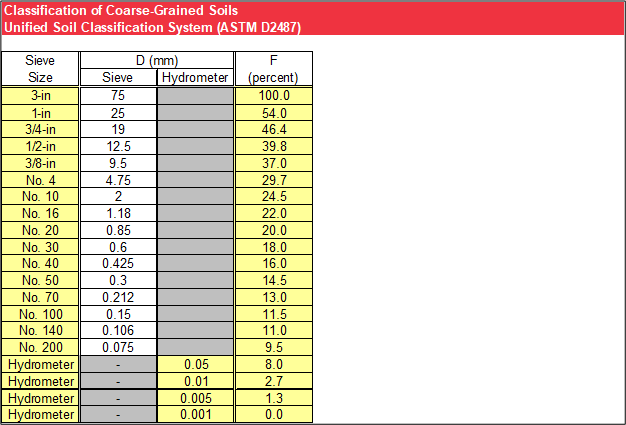 Classification of Coarse-Grained Soils
Unified Soil Classification System (ASTM D2487)
Sieve D (mm) F
Size Sieve Hydrometer (percent)
3-in 75 100.0
1-in 25 54.0
3/4-in 19 46.4
1/2-in 12.5 39.8
3/8-in 9.5 37.0
No. 4 4.75 29.7
No. 10 2 24.5
No. 16 1.18 22.0
No. 20 0.85 20.0
No. 30 0.6 18.0
No. 40 0.425 16.0
No. 50 0.3 14.5
No. 70 0.212 13.0
No. 100 0.15 11.5
No. 140 0.106 11.0
No. 200 0.075 9.5
Hydrometer - 0.05 8.0
Hydrometer - 0.01 2.7
Hydrometer - 0.005 1.3
Hydrometer - 0.001 0.0